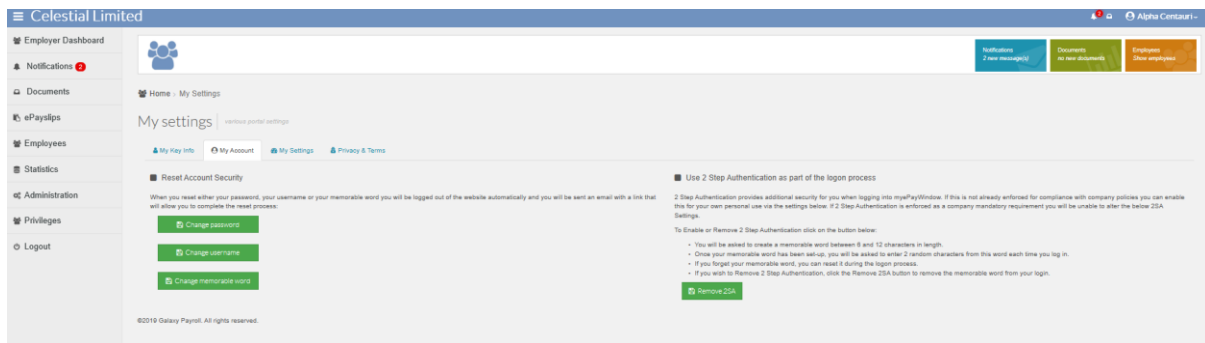 Celestial Limited
2
Alpha Centauri
Employer Dashboard
Notifications 2
Documents
ePayslips
Employees
Statistics
Administration
Privileges
Logout
Notifications
2 new message(s)
Documents
no new documents
Employees
Show employees
Home > My Settings
My settings
various portal settings
My Key Info
My Account
My Settings
Privacy & Terms
Reset Account Security
When you reset either your password, your username or your memorable word you will be logged out of the website automatically and you will be sent an email with a link that
will allow you to complete the reset process:
Change password
Change username
Change memorable word
Use 2 Step Authentication as part of the logon process
2 Step Authentication provides additional security for you when logging into myePayWindow. If this is not already enforced for compliance with company policies you can enable
this for your own personal use via the settings below. If 2 Step Authentication is enforced as a company mandatory requirement you will be unable to alter the below 2SA
Settings.
To Enable or Remove 2 Step Authentication click on the button below:
• You will be asked to create a memorable word between 6 and 12 characters in length.
• Once your memorable word has been set-up, you will be asked to enter 2 random characters from this word each time you log in.
• If you forget your memorable word, you can reset it during the logon process.
• If you wish to Remove 2 Step Authentication, click the Remove 2SA button to remove the memorable word from your login.
Remove 2SA
©2019 Galaxy Payroll. All rights reserved.